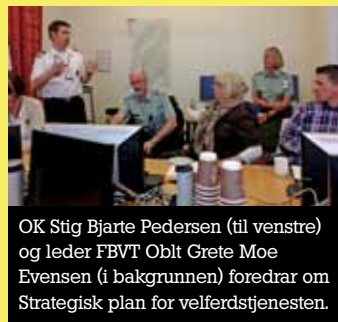 OK Stig Bjarte Pedersen (til venstre)
og leder FBVT Oblt Grete Moe
Evensen (i bakgrunnen) foredrar om
Strategisk plan for velferdstjenesten.